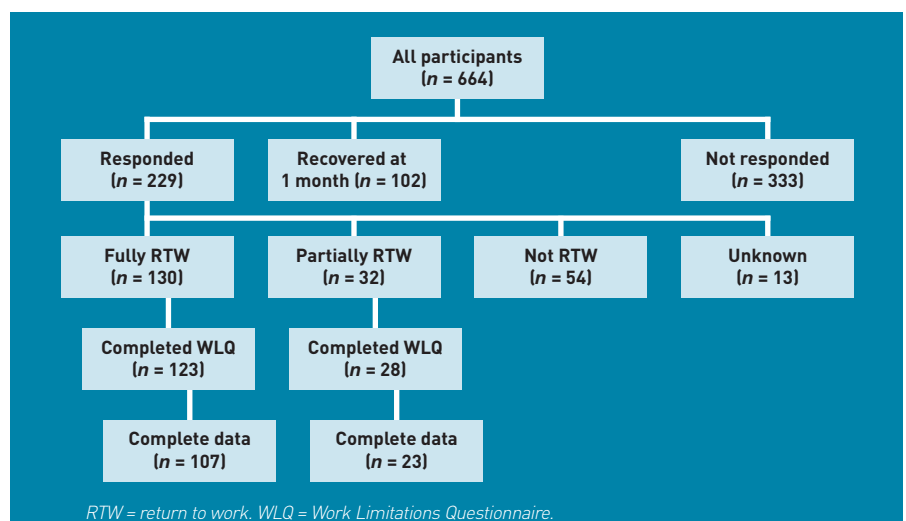 All participants
(n = 664)
Responded
(n = 229)
Recovered at
1 month (n = 102)
Not responded
(n = 333)
Fully RTW
(n = 130)
Partially RTW
(n = 32)
Not RTW
(n = 54)
Unknown
(n = 13)
Completed WLQ
(n = 123)
Completed WLQ
(n = 28)
Complete data
(n = 107)
Complete data
(n = 23)
RTW = return to work. WLQ = Work Limitations Questionnaire.